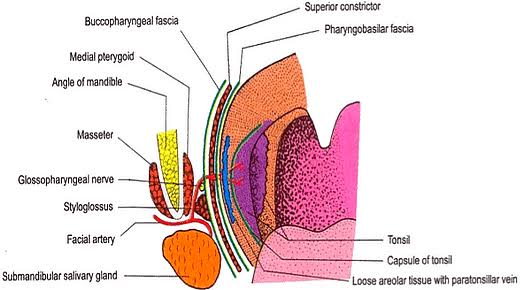 Superior constrictor
Buccopharyngeal fascia
Pharyngobasilar fascia
Medial pterygoid
Angle of mandible
Masseter
Glossopharyngeal nerve
Styloglossus
Facial artery
Tonsil
Capsule of tonsil
Submandibular salivary gland
Loose areolar tissue with paratonsillar vein